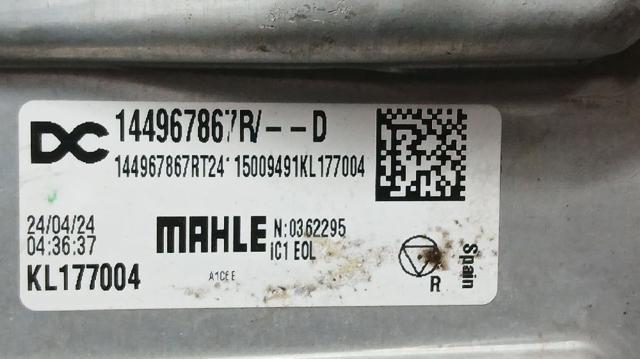 DC 144967867R/--D
144967867RT24*15009491KL177004
24/04/24
04:36:37
MAHLE N:0362295
IC1 EOL
KL177004
A1CE E
R
Spain